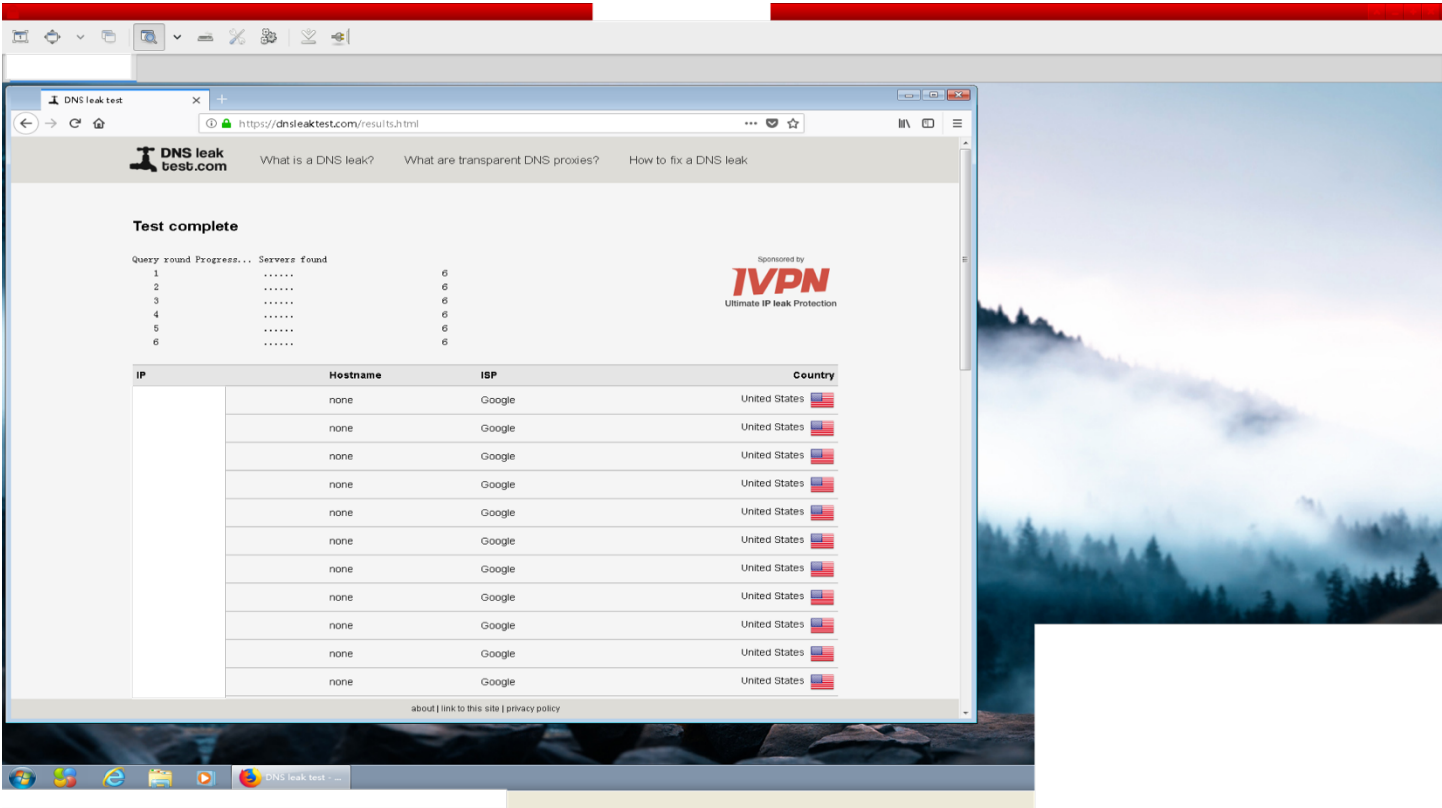 DNS leak test
https://dnsleaktest.com/results.html
DNS leak
test.com
What is a DNS leak?
What are transparent DNS proxies?
How to fix a DNS leak
Test complete
Query round Progress... Servers found
1 ...... 6
2 ...... 6
3 ...... 6
4 ...... 6
5 ...... 6
6 ...... 6
Sponsored by
IVPN
Ultimate IP leak Protection
IP Hostname ISP Country
none Google United States
none Google United States
none Google United States
none Google United States
none Google United States
none Google United States
none Google United States
none Google United States
none Google United States
none Google United States
none Google United States
about | link to this site | privacy policy
DNS leak test - ...